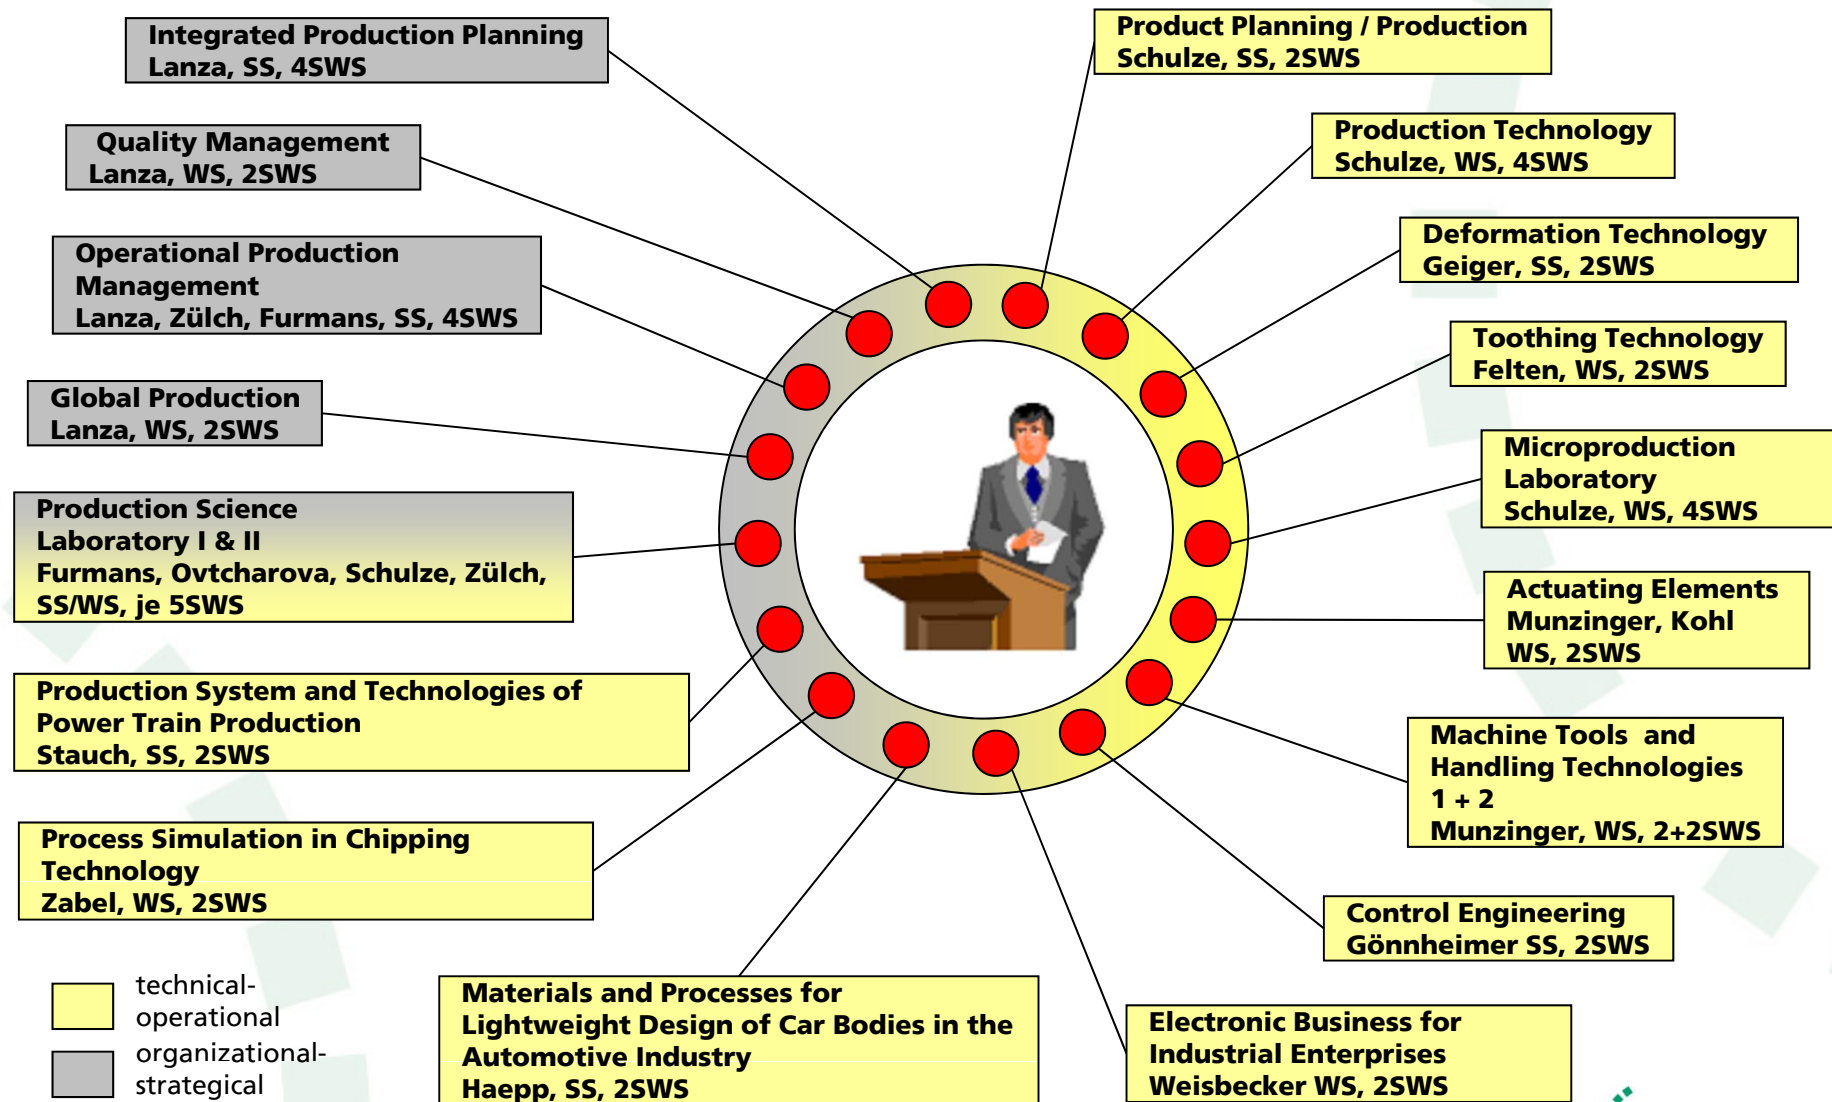 Integrated Production Planning
Lanza, SS, 4SWS
Quality Management
Lanza, WS, 2SWS
Operational Production
Management
Lanza, Zülch, Furmans, SS, 4SWS
Global Production
Lanza, WS, 2SWS
Production Science
Laboratory I & II
Furmans, Ovtcharova, Schulze, Zülch,
SS/WS, je 5SWS
Production System and Technologies of
Power Train Production
Stauch, SS, 2SWS
Process Simulation in Chipping
Technology
Zabel, WS, 2SWS
technical-
operational
organizational-
strategical
Materials and Processes for
Lightweight Design of Car Bodies in the
Automotive Industry
Haepp, SS, 2SWS
Product Planning / Production
Schulze, SS, 2SWS
Production Technology
Schulze, WS, 4SWS
Deformation Technology
Geiger, SS, 2SWS
Toothing Technology
Felten, WS, 2SWS
Microproduction
Laboratory
Schulze, WS, 4SWS
Actuating Elements
Munzinger, Kohl
WS, 2SWS
Machine Tools and
Handling Technologies
1 + 2
Munzinger, WS, 2+2SWS
Control Engineering
Gönnheimer SS, 2SWS
Electronic Business for
Industrial Enterprises
Weisbecker WS, 2SWS